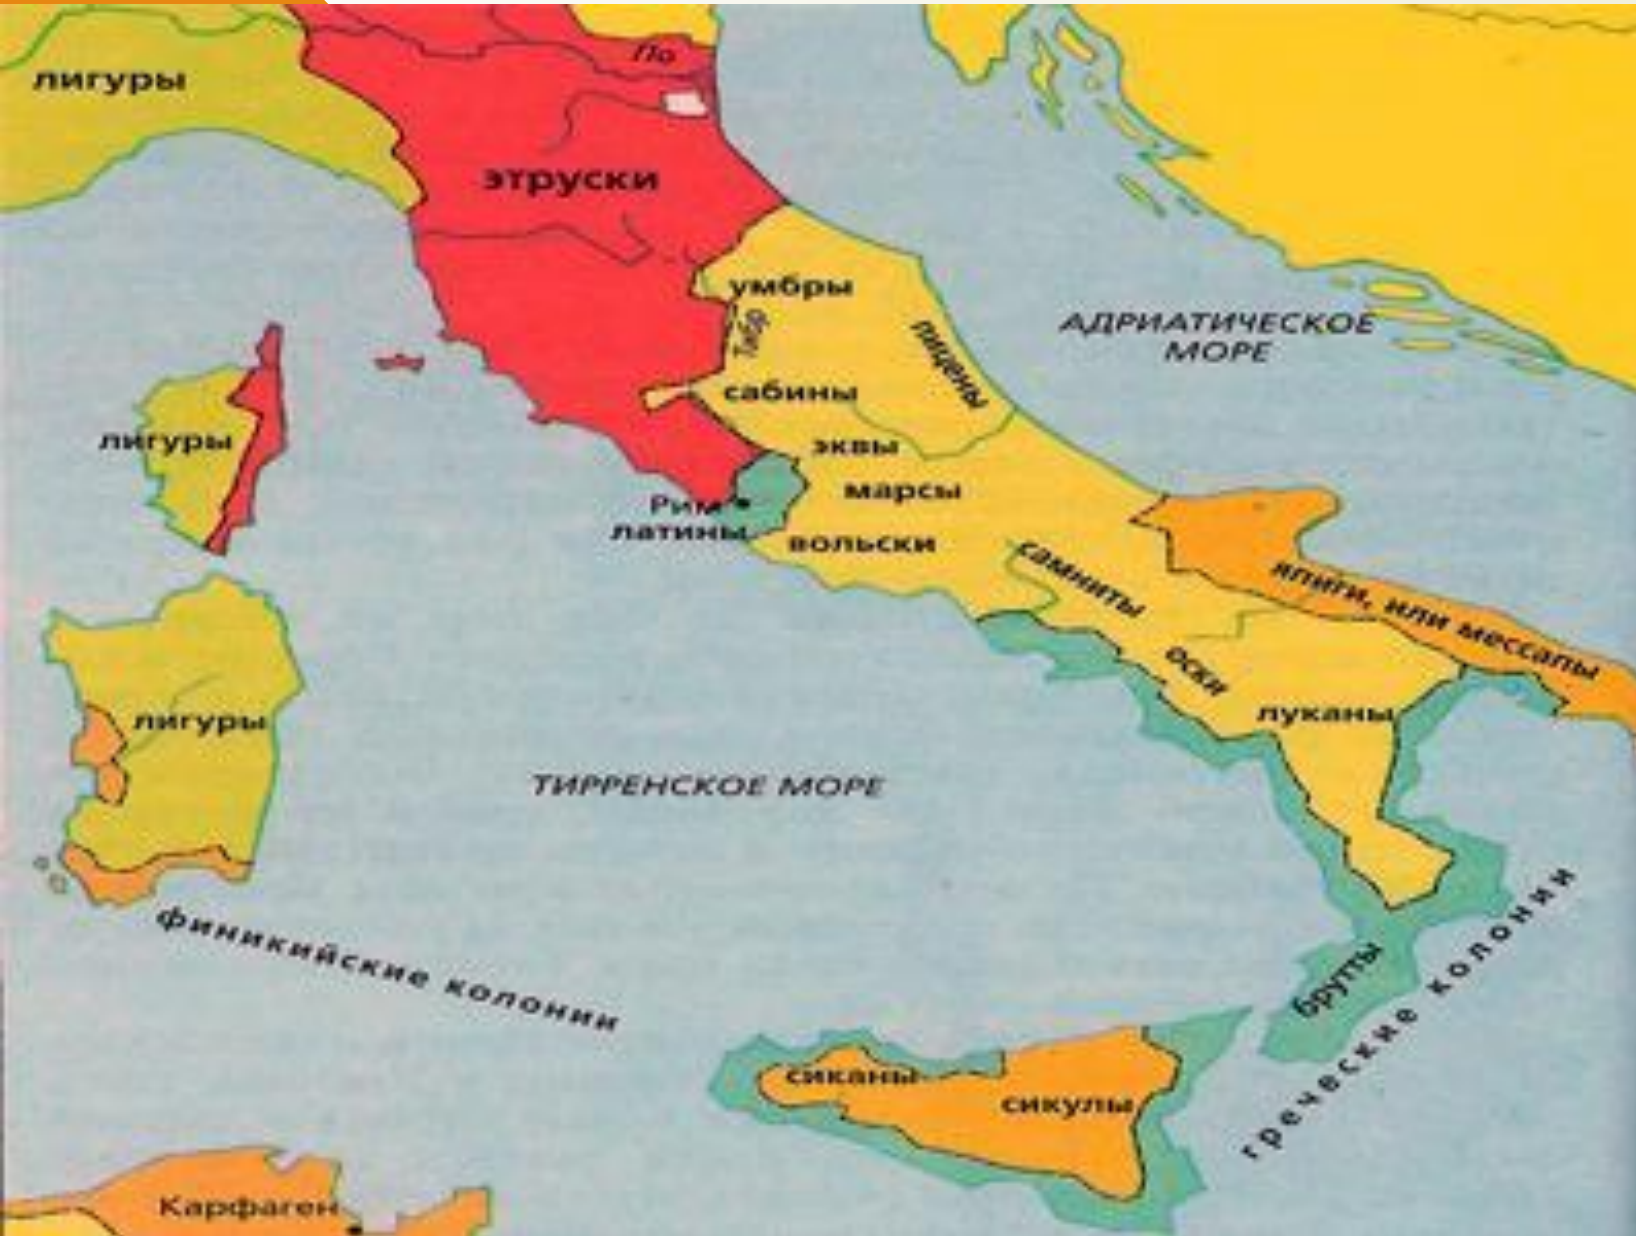 По
лигуры
этруски
умбры
Тибр
пицены
АДРИАТИЧЕСКОЕ
МОРЕ
сабины
лигуры
эквы
марсы
Рим
латины
вольски
самниты
япиги, или мессапы
оски
луканы
лигуры
ТИРРЕНСКОЕ МОРЕ
финикийские колонии
бругты
греческие колонии
сиканы
сикулы
Карфаген